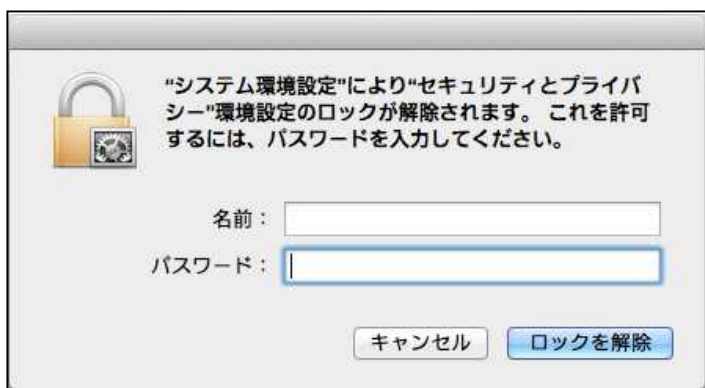 “システム環境設定”により“セキュリティとプライバ
シー”環境設定のロックが解除されます。 これを許可
するには、パスワードを入力してください。
名前：
パスワード：
キャンセル
ロックを解除